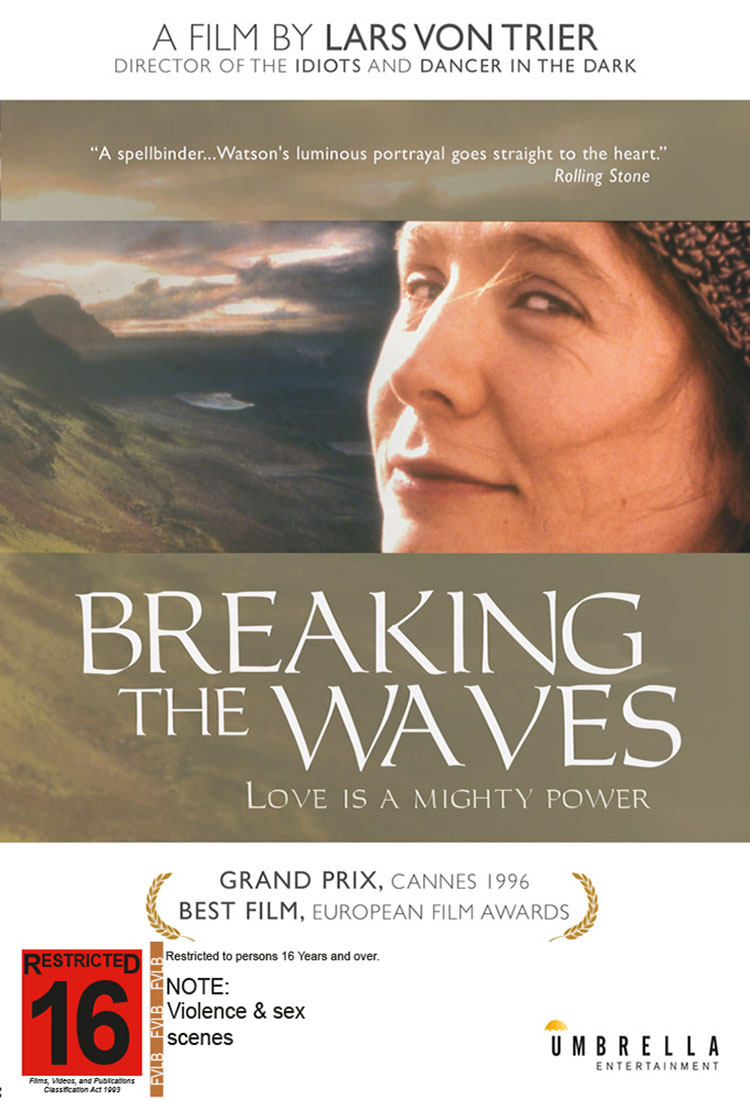 A FILM BY LARS VON TRIER
DIRECTOR OF THE IDIOTS AND DANCER IN THE DARK
“A spellbinder...Watson's luminous portrayal goes straight to the heart.”
Rolling Stone
BREAKING
THE WAVES
LOVE IS A MIGHTY POWER
GRAND PRIX, CANNES 1996
BEST FILM, EUROPEAN FILM AWARDS
RESTRICTED
16
Films, Videos, and Publications
Classification Act 1993
FVLB FVLB FVLB
Restricted to persons 16 Years and over.
NOTE:
Violence & sex
scenes
UMBRELLA
ENTERTAINMENT